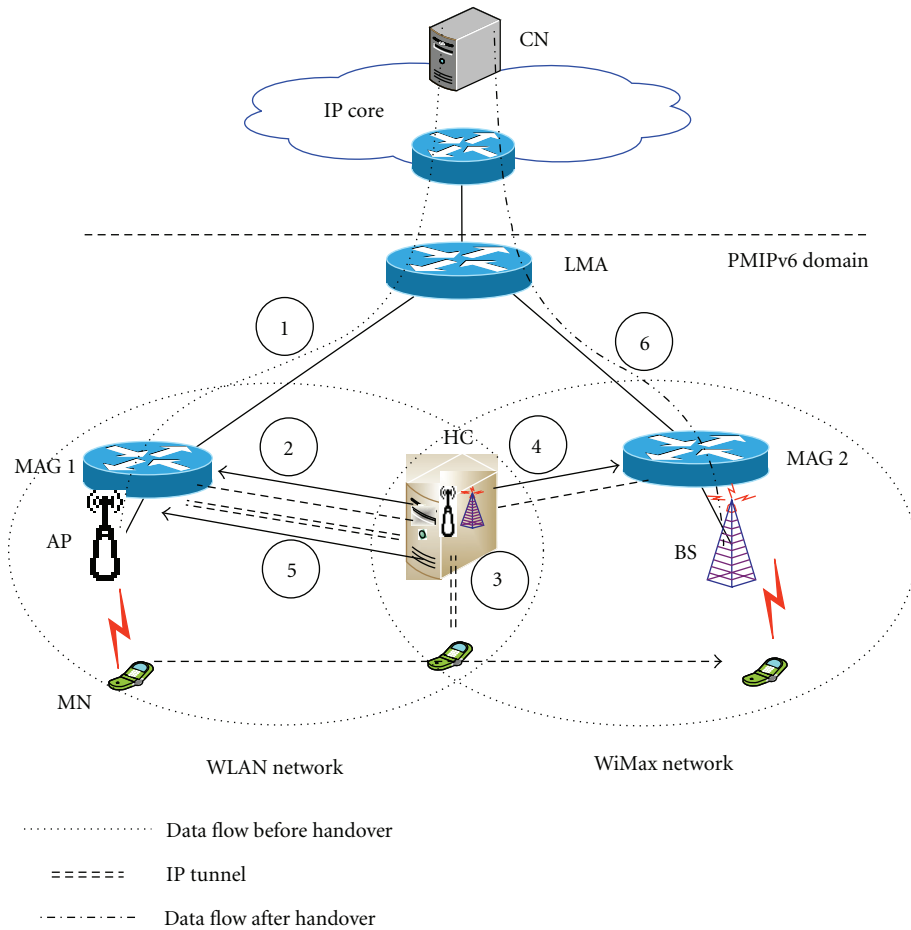 CN
IP core
LMA
PMIPv6 domain
1
6
HC
2
4
MAG 1
MAG 2
AP
BS
5
3
MN
WLAN network
WiMax network
Data flow before handover
IP tunnel
Data flow after handover